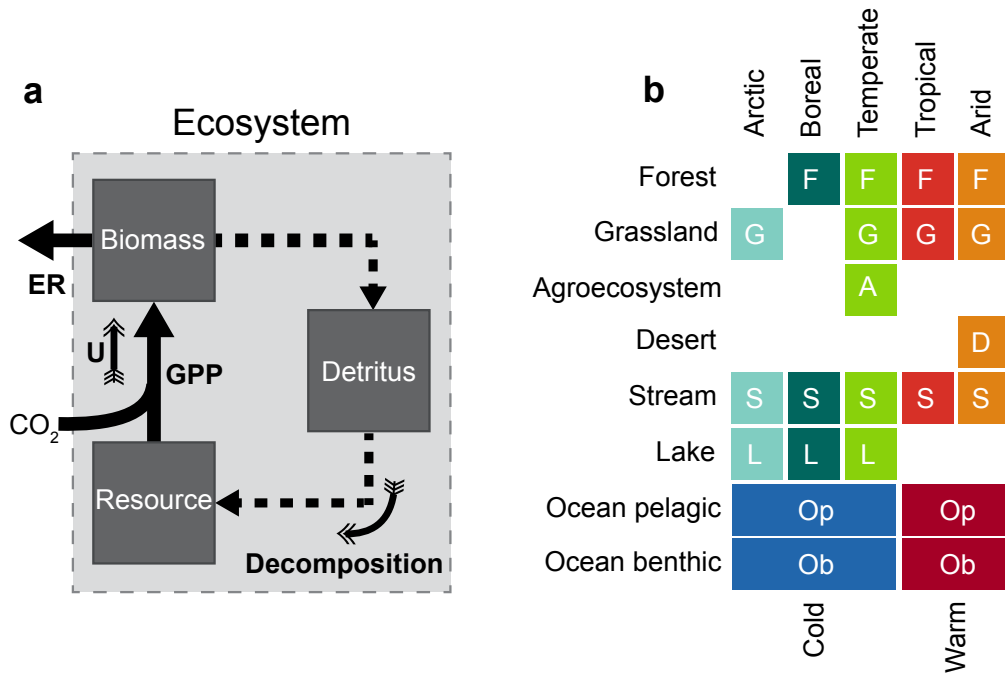 a
Ecosystem
Biomass
ER
U
GPP
Detritus
CO2
Resource
Decomposition
b
Arctic
Boreal
Temperate
Tropical
Arid
Forest F F F F
Grassland G G G G
Agroecosystem A
Desert D
Stream S S S S S
Lake L L L
Ocean pelagic Op Op
Ocean benthic Ob Ob
Cold
Warm